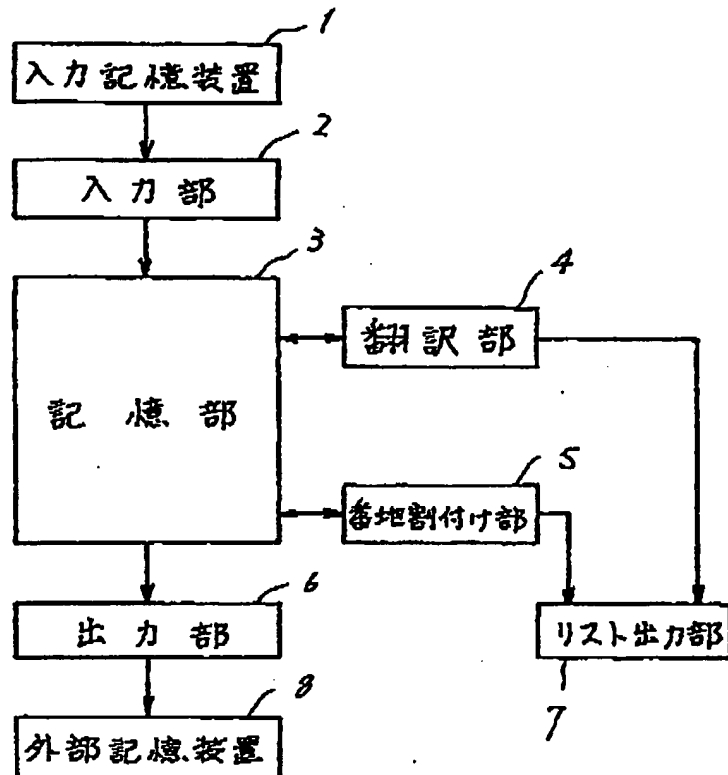 1
入力記憶装置
2
入力部
3
記憶部
4
翻訳部
5
番地割付け部
6
出力部
リスト出力部
7
8
外部記憶装置